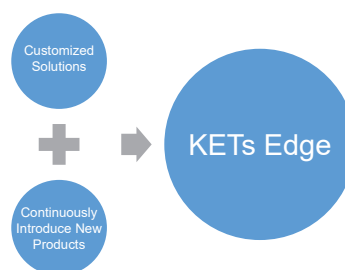 Customized
Solutions
KETs Edge
Continuously
Introduce New
Products